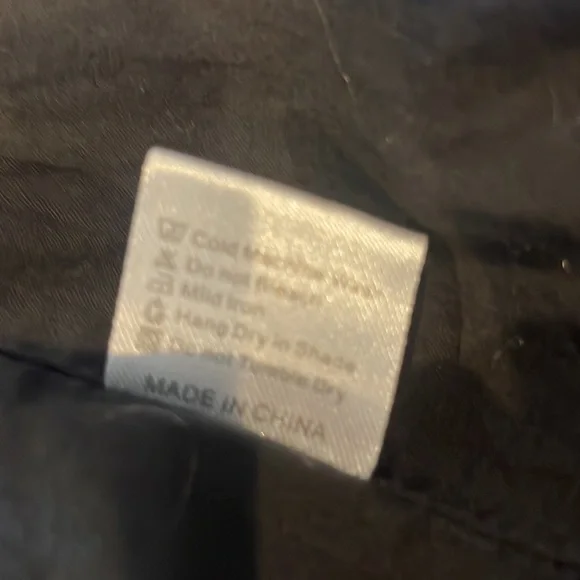 Cold Machine Wash
Do not Bleach
Mild Iron
Hang Dry in Shade
Do not Tumble Dry
MADE IN CHINA